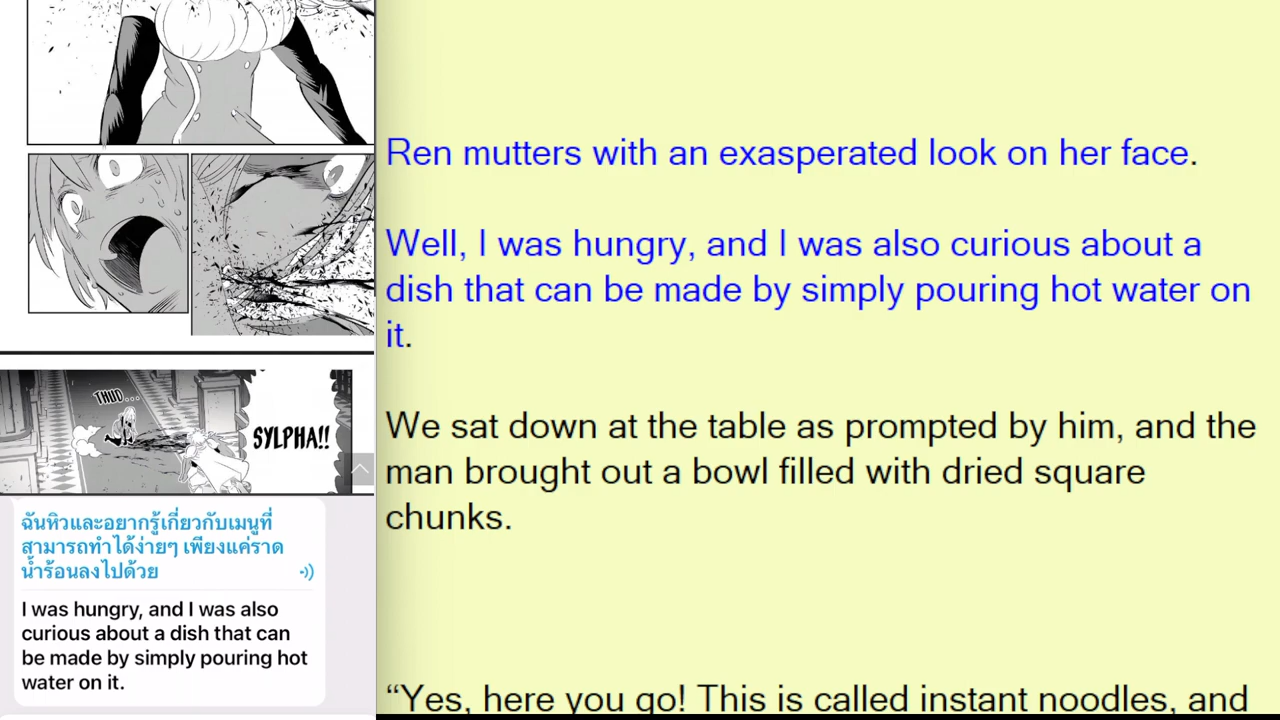 THUD...
SYLPHA!!
ฉันหิวและอยากรู้เกี่ยวกับเมนูที่
สามารถทำได้ง่ายๆ เพียงแค่ราด
น้ำร้อนลงไปด้วย
I was hungry, and I was also
curious about a dish that can
be made by simply pouring hot
water on it.
Ren mutters with an exasperated look on her face.
Well, I was hungry, and I was also curious about a
dish that can be made by simply pouring hot water on
it.
We sat down at the table as prompted by him, and the
man brought out a bowl filled with dried square
chunks.
“Yes, here you go! This is called instant noodles, and